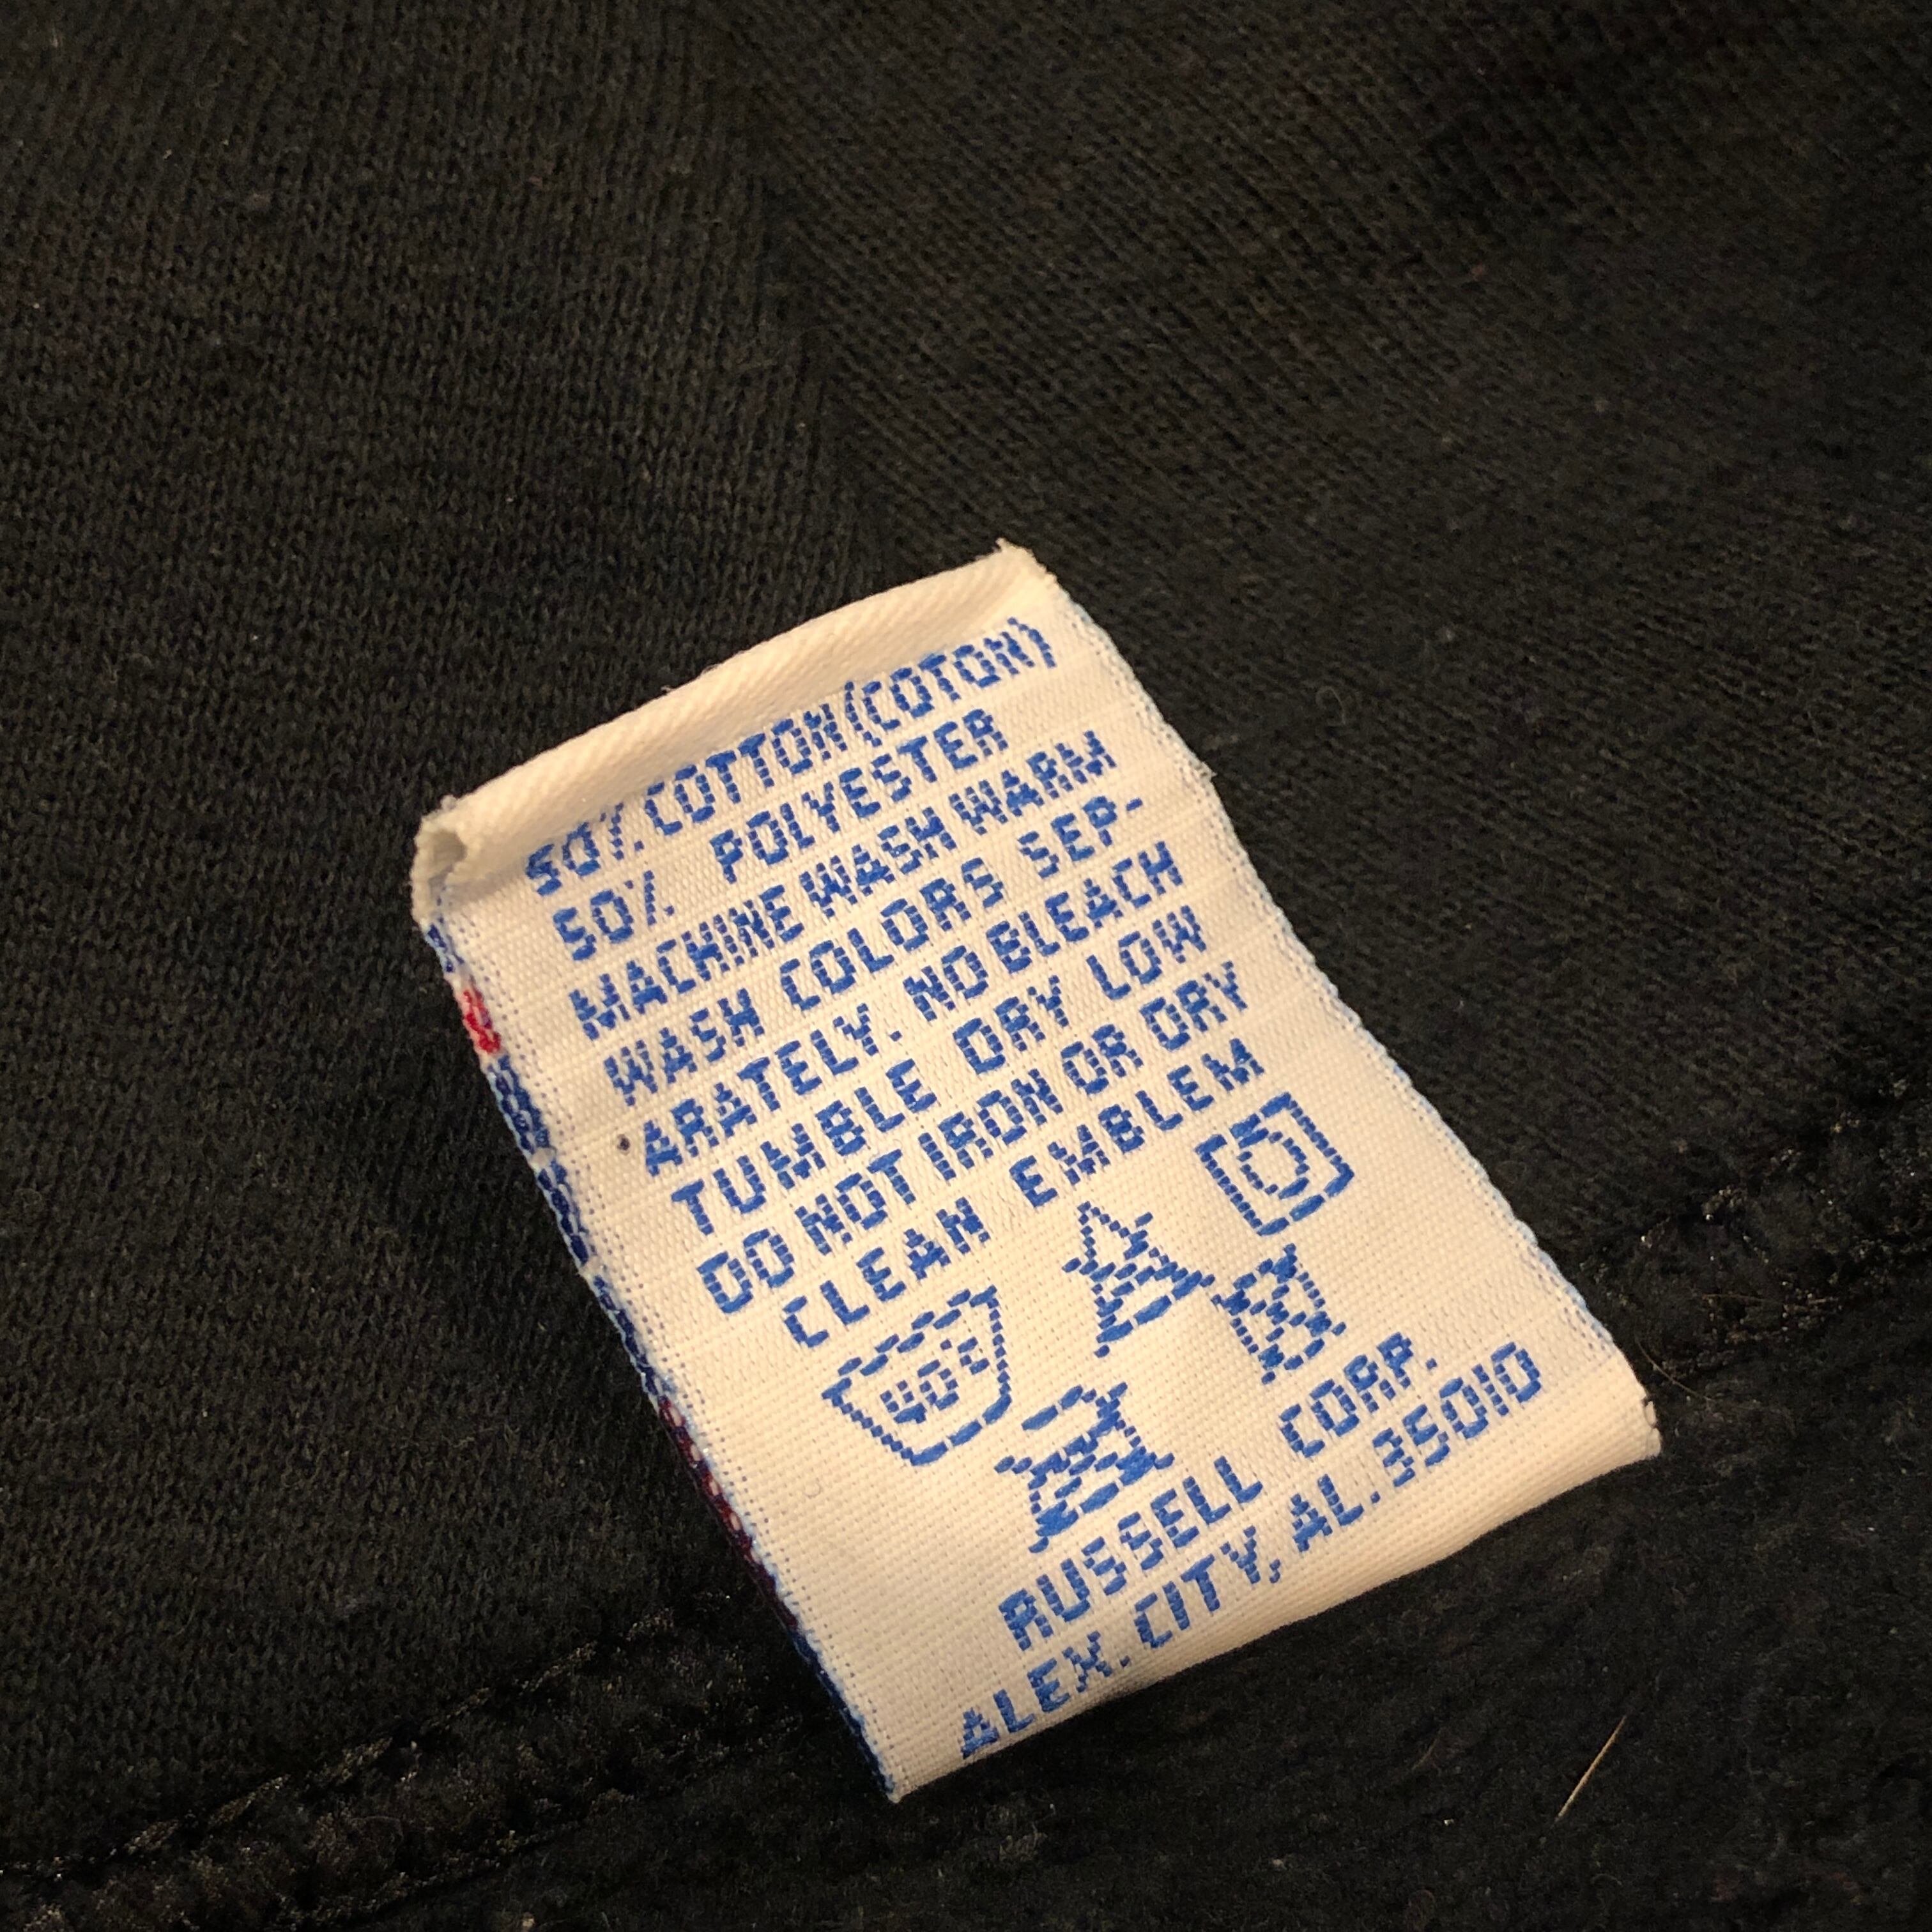 50% COTTON (COTON)
50% POLYESTER
MACHINE WASH WARM
WASH COLORS SEP-
ARATELY. NO BLEACH
TUMBLE DRY LOW
DO NOT IRON OR DRY
CLEAN EMBLEM
40°C
RUSSELL CORP.
ALEX. CITY, AL. 35010